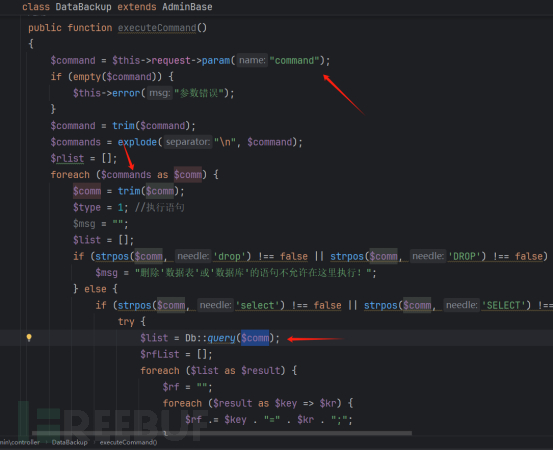 class DataBackup extends AdminBase
public function executeCommand()
{
$command = $this->request->param( name: "command");
if (empty($command)) {
$this->error( msg: "参数错误");
}
$command = trim($command);
$commands = explode( separator: "\n", $command);
$rlist = [];
foreach ($commands as $comm) {
$comm = trim($comm);
$type = 1; //执行语句
$msg = "";
$list = [];
if (strpos($comm, needle: 'drop') !== false || strpos($comm, needle: 'DROP') !== false)
$msg = "删除'数据表'或'数据库'的语句不允许在这里执行!";
} else {
if (strpos($comm, needle: 'select') !== false || strpos($comm, needle: 'SELECT') !==
try {
$list = Db::query($comm);
$rfList = [];
foreach ($list as $result) {
$rf = "";
foreach ($result as $key => $kr) {
$rf .= $key . "=" . $kr . ";";
}
REEBUF
min\controller DataBackup executeCommand()